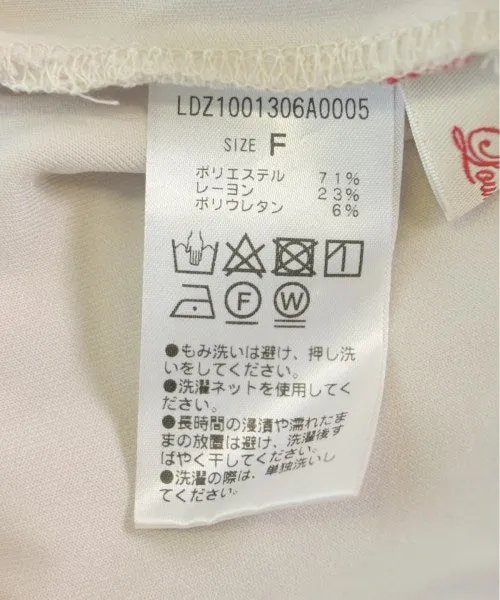 LDZ1001306A0005
SIZE F
ポリエステル 71%
レーヨン 23%
ポリウレタン 6%
F W
●もみ洗いは避け、押し洗
いをしてください。
●洗濯ネットを使用してく
ださい。
●長時間の浸漬や濡れたま
まの放置は避け、洗濯後す
ばやく干してください。
●洗濯の際は、単独洗いし
てください。